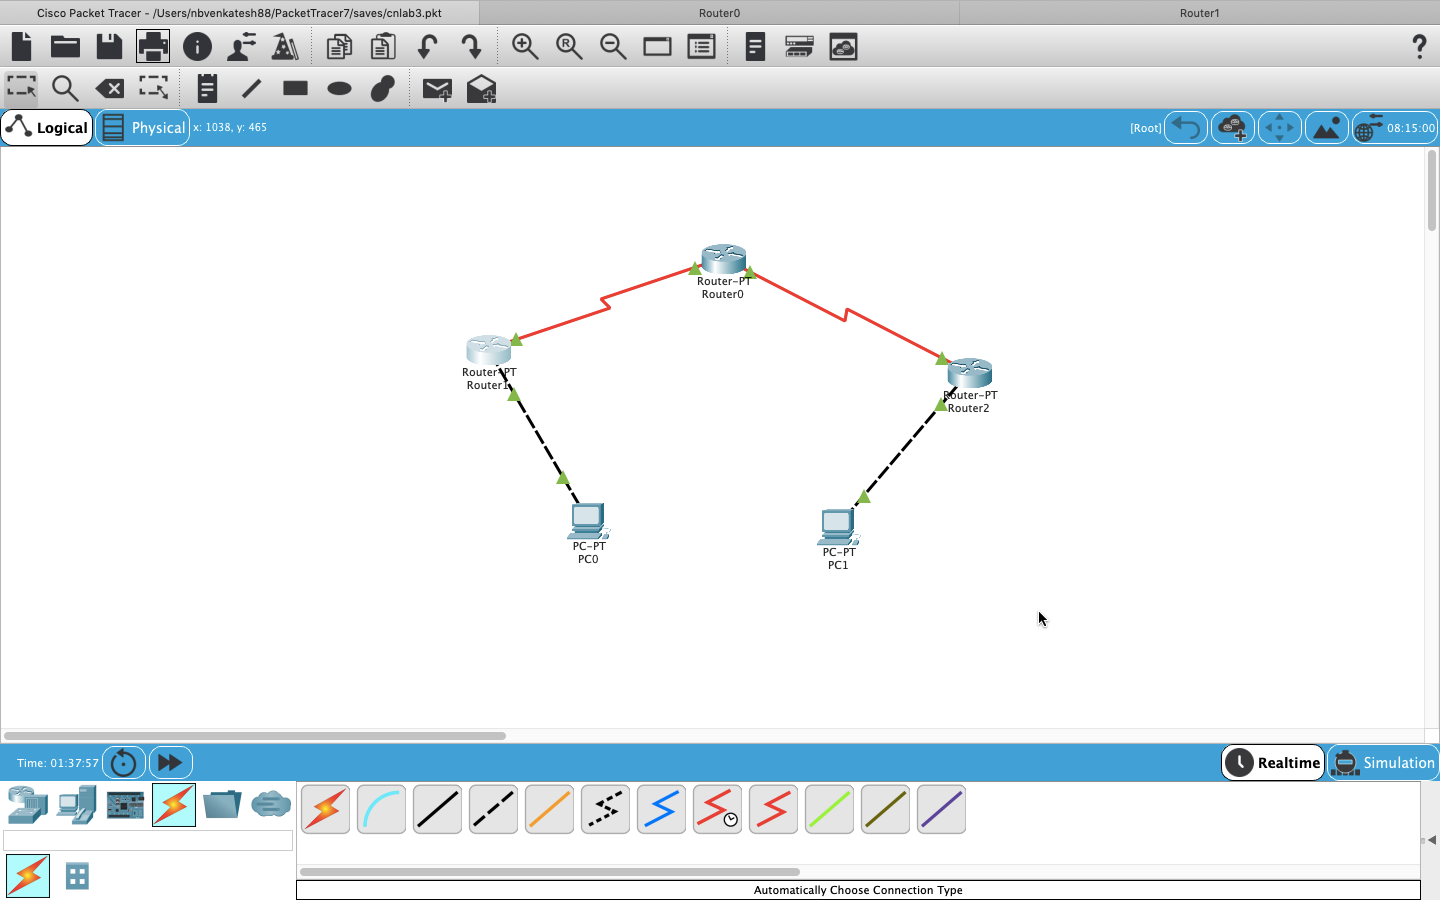 Cisco Packet Tracer - /Users/nbvenkatesh88/PacketTracer7/saves/cnlab3.pkt
Router0
Router1
Logical
Physical
x: 1038, y: 465
[Root]
08:15:00
Router-PT
Router0
Router-PT
Router1
Router-PT
Router2
PC-PT
PC0
PC-PT
PC1
Time: 01:37:57
Realtime
Simulation
Automatically Choose Connection Type